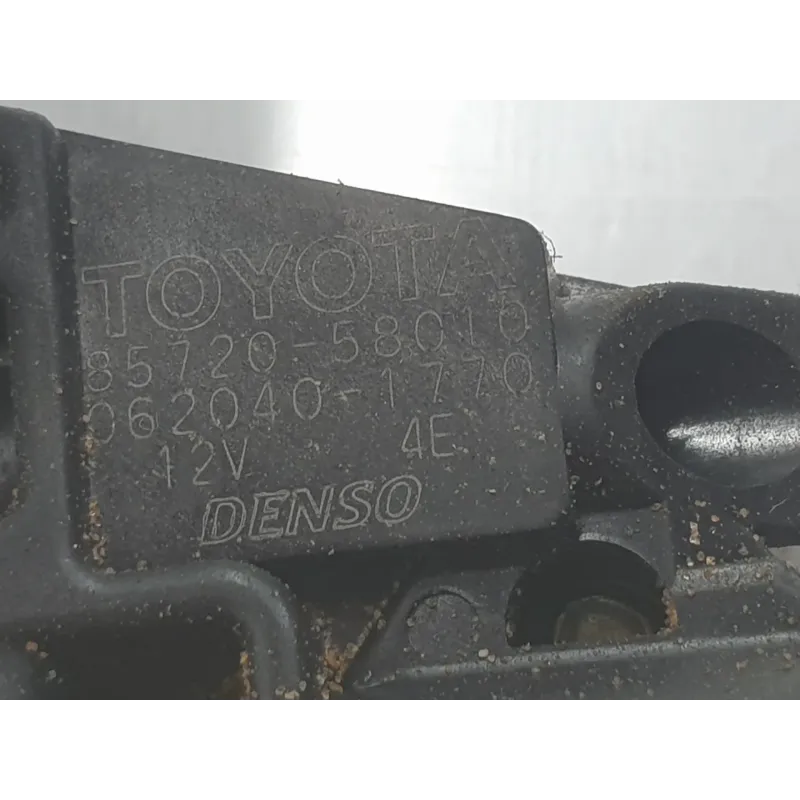 TOYOTA
85720-58010
062040-1770
12V 4E
DENSO